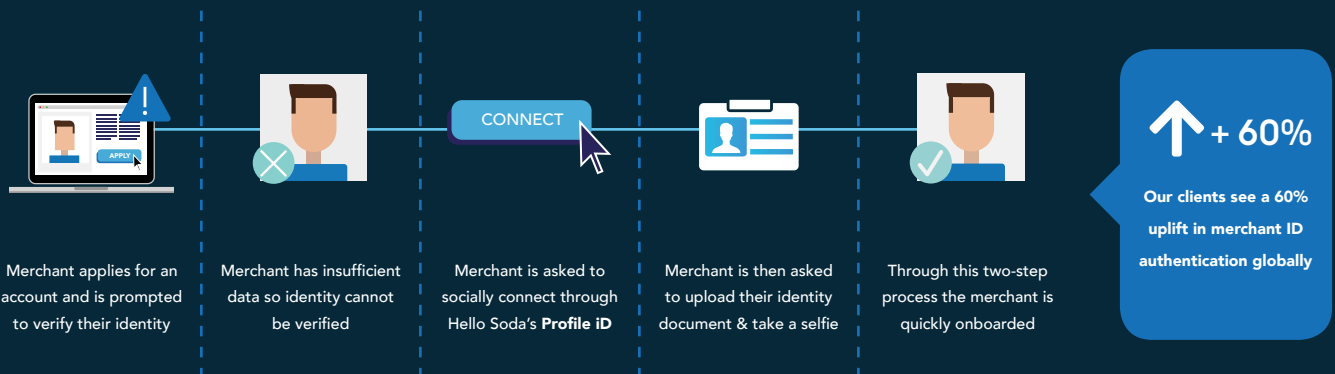 APPLY
CONNECT
+ 60%
Merchant applies for an
account and is prompted
to verify their identity
Merchant has insufficient
data so identity cannot
be verified
Merchant is asked to
socially connect through
Hello Soda's Profile iD
Merchant is then asked
to upload their identity
document & take a selfie
Through this two-step
process the merchant is
quickly onboarded
Our clients see a 60%
uplift in merchant ID
authentication globally